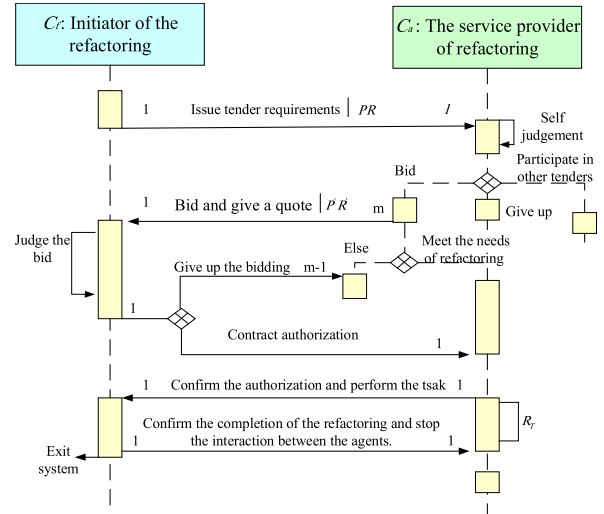 Cr: Initiator of the
refactoring
Ca: The service provider
of refactoring
1 Issue tender requirements | PR 1
Self
judgement
Participate in
other tenders
Bid
1 Bid and give a quote | P'R' m
Give up
Judge the
bid
Else
Meet the needs
of refactoring
Give up the bidding m-1
1
Contract authorization
1
1 Confirm the authorization and perform the tsak 1
Confirm the completion of the refactoring and stop
1 the interaction between the agents. 1
Rr
Exit
system